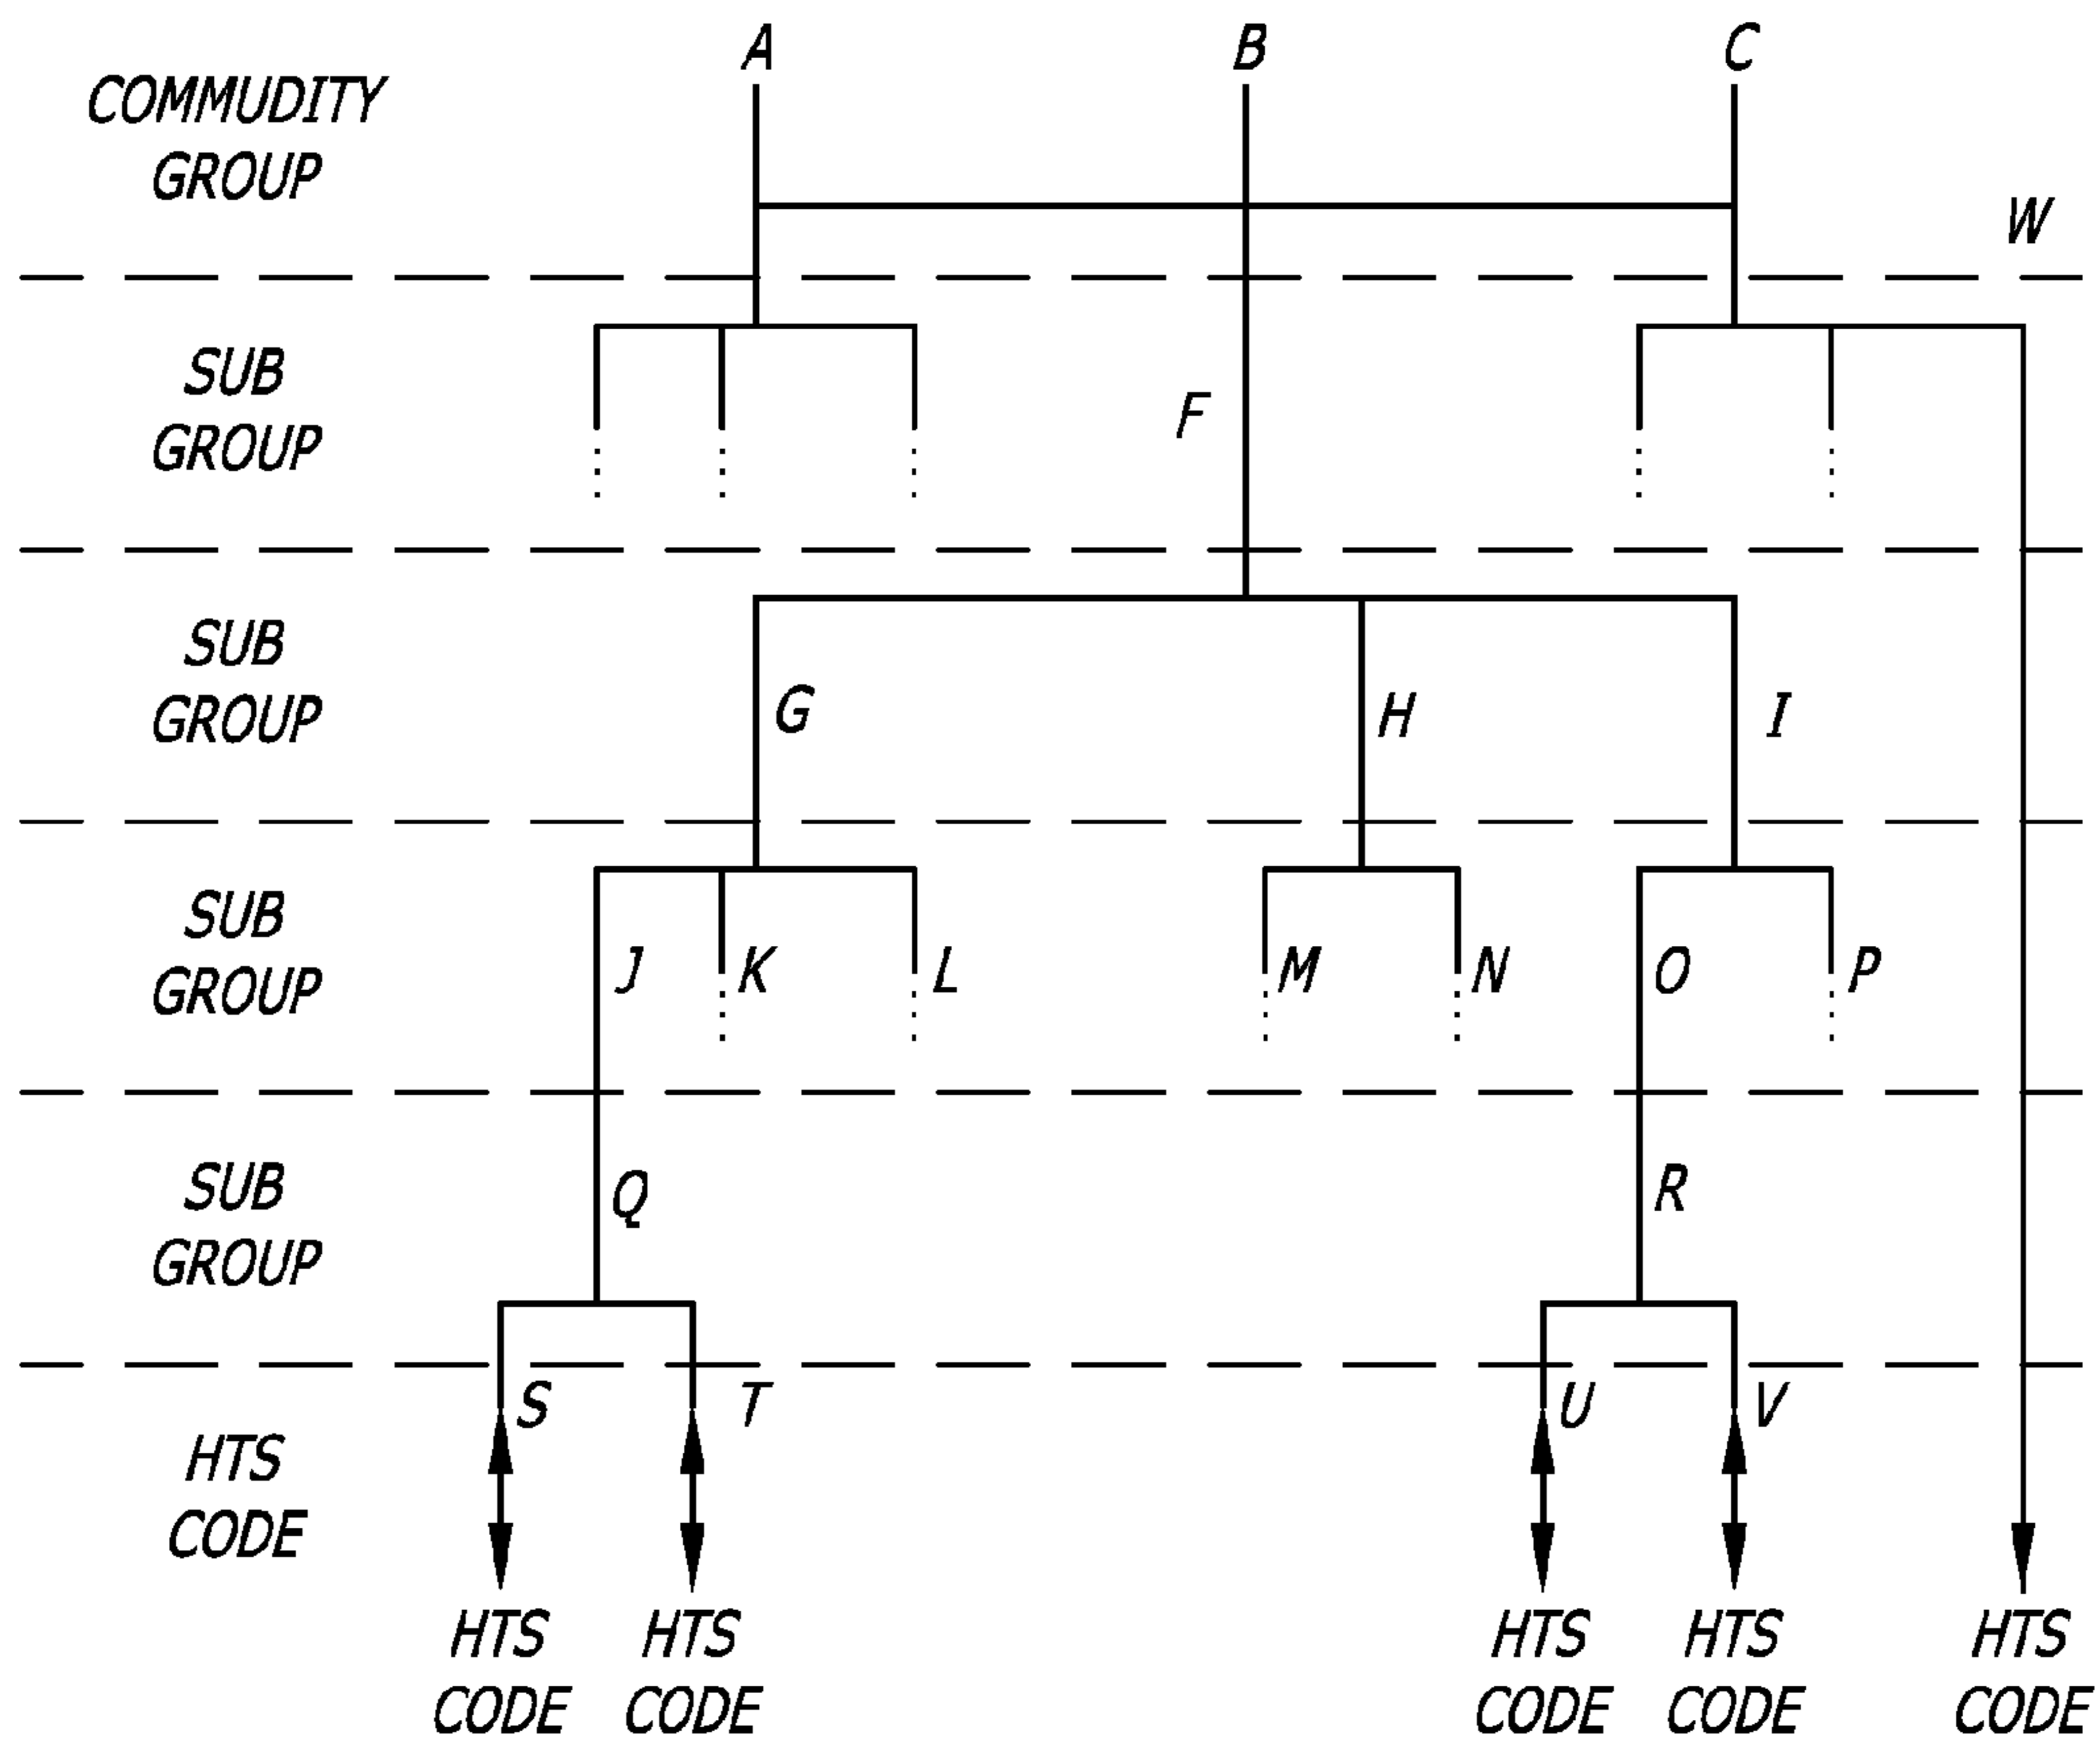 A B C
COMMUDITY
GROUP
W
SUB
GROUP
F
SUB
GROUP
G H I
SUB
GROUP
J K L M N O P
SUB
GROUP
Q R
S T U V
HTS
CODE
HTS HTS HTS HTS HTS
CODE CODE CODE CODE CODE